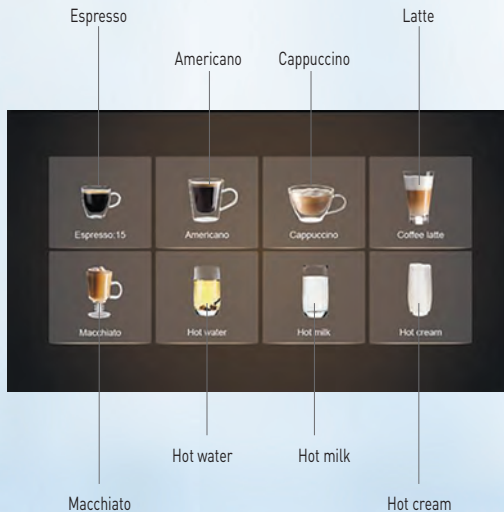 Espresso
Latte
Americano
Cappuccino
Espresso:15
Americano
Cappuccino
Coffee latte
Macchiato
Hot water
Hot milk
Hot cream
Hot water
Hot milk
Macchiato
Hot cream